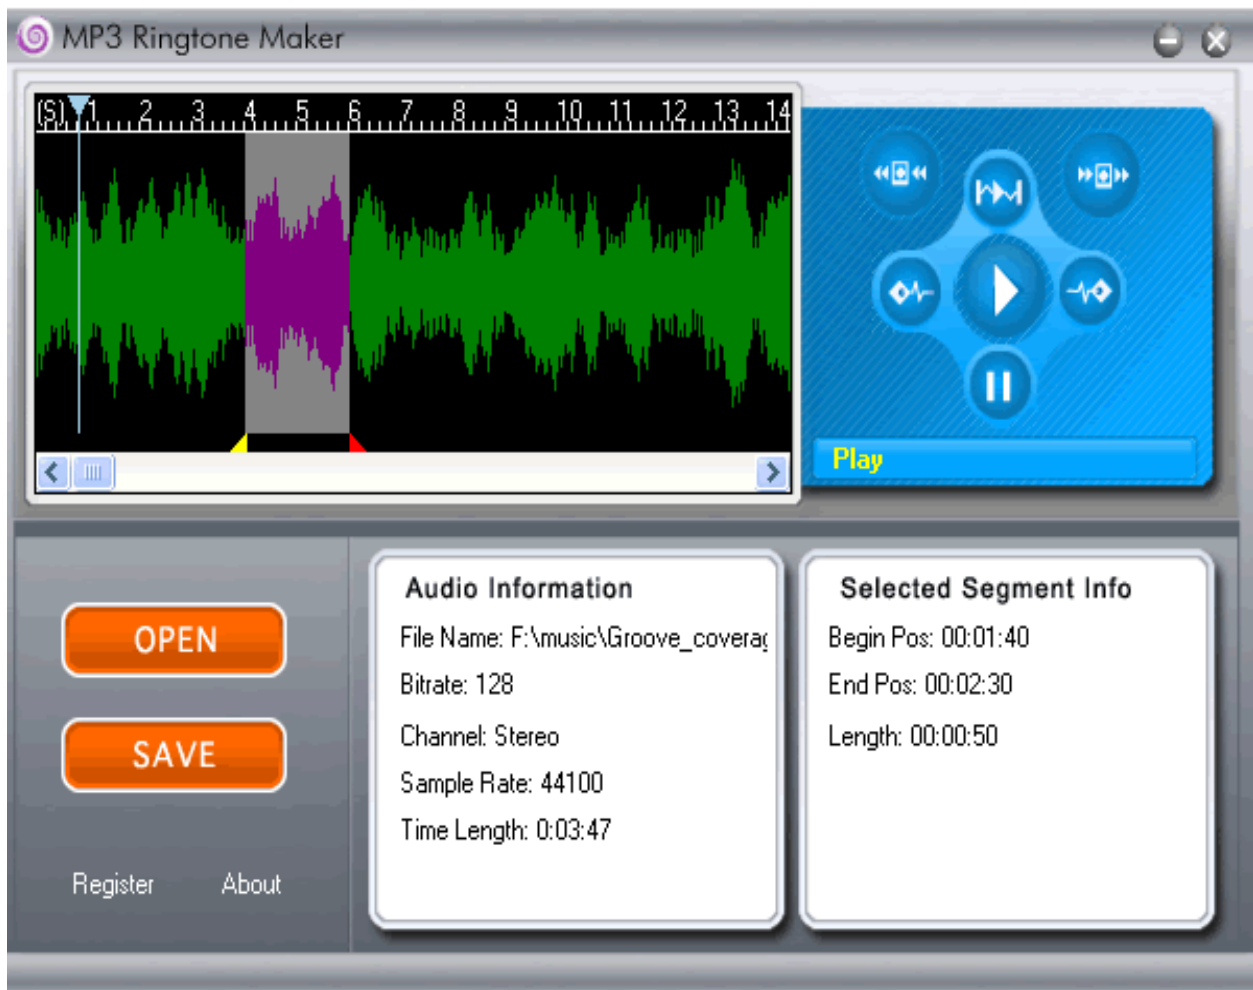 MP3 Ringtone Maker
(S) 1 2 3 4 5 6 7 8 9 10 11 12 13 14
Play
OPEN
SAVE
Register About
Audio Information
File Name: F:\music\Groove_coverag
Bitrate: 128
Channel: Stereo
Sample Rate: 44100
Time Length: 0:03:47
Selected Segment Info
Begin Pos: 00:01:40
End Pos: 00:02:30
Length: 00:00:50